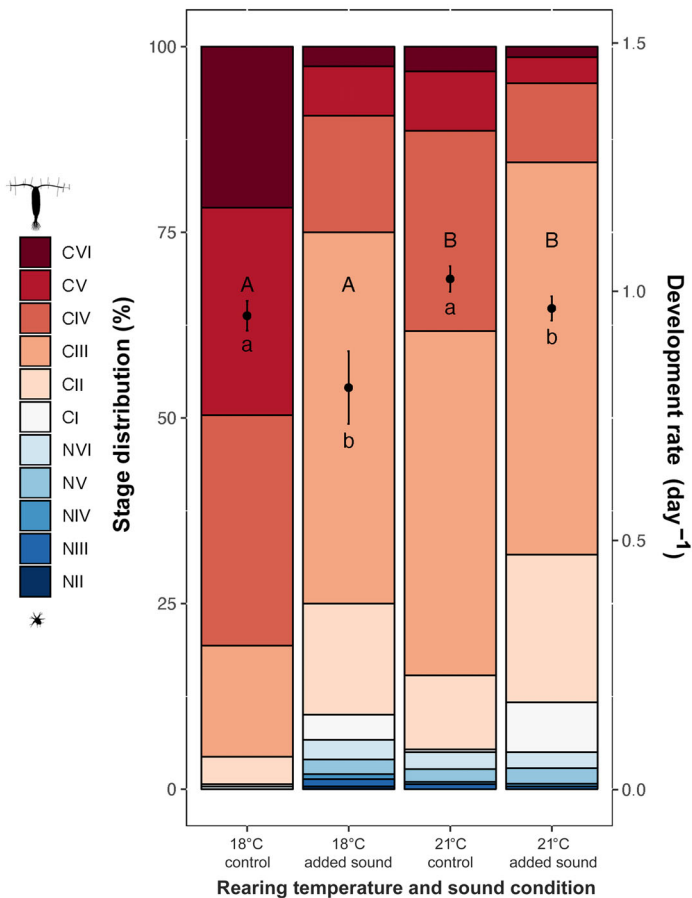 100
75
50
25
0
Stage distribution (%)
CVI
CV
CIV
CIII
CII
CI
NVI
NV
NIV
NIII
NII
A
a
A
b
B
a
B
b
1.5
1.0
0.5
0.0
Development rate (day⁻¹)
18°C
control
18°C
added sound
21°C
control
21°C
added sound
Rearing temperature and sound condition